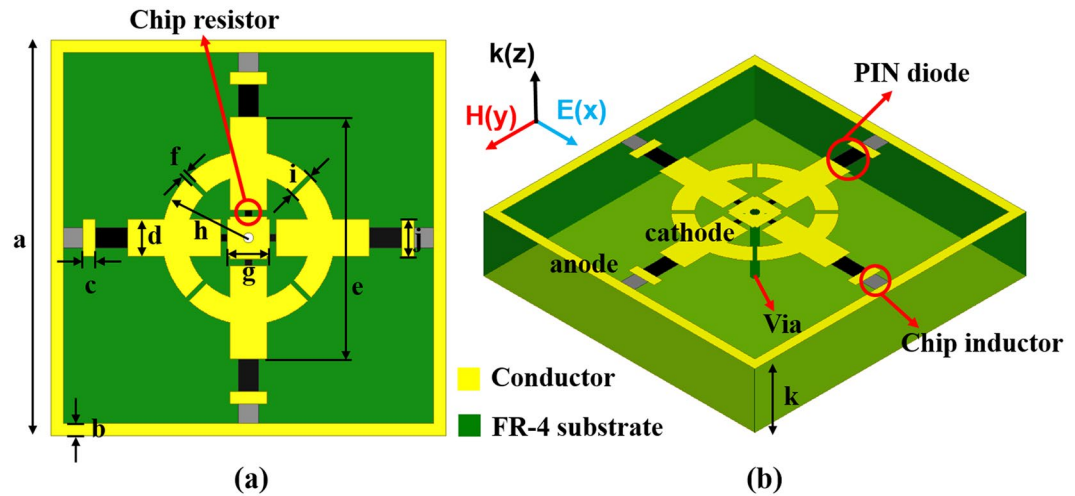 Chip resistor
a
f
i
h
d
j
g
c
e
b
Conductor
FR-4 substrate
(a)
k(z)
H(y)
E(x)
PIN diode
cathode
anode
Via
Chip inductor
k
(b)